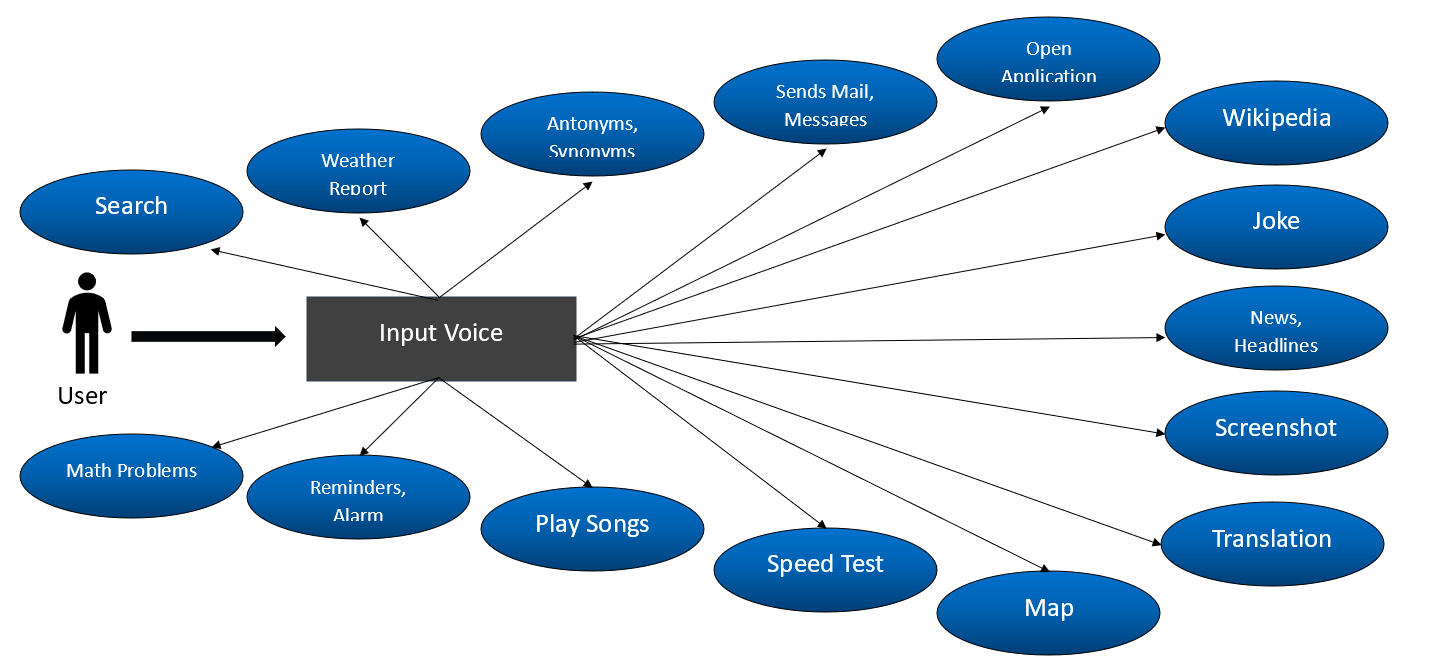 Open
Application
Sends Mail,
Messages
Wikipedia
Antonyms,
Synonyms
Weather
Report
Search
Joke
Input Voice
News,
Headlines
User
Screenshot
Math Problems
Reminders,
Alarm
Play Songs
Translation
Speed Test
Map